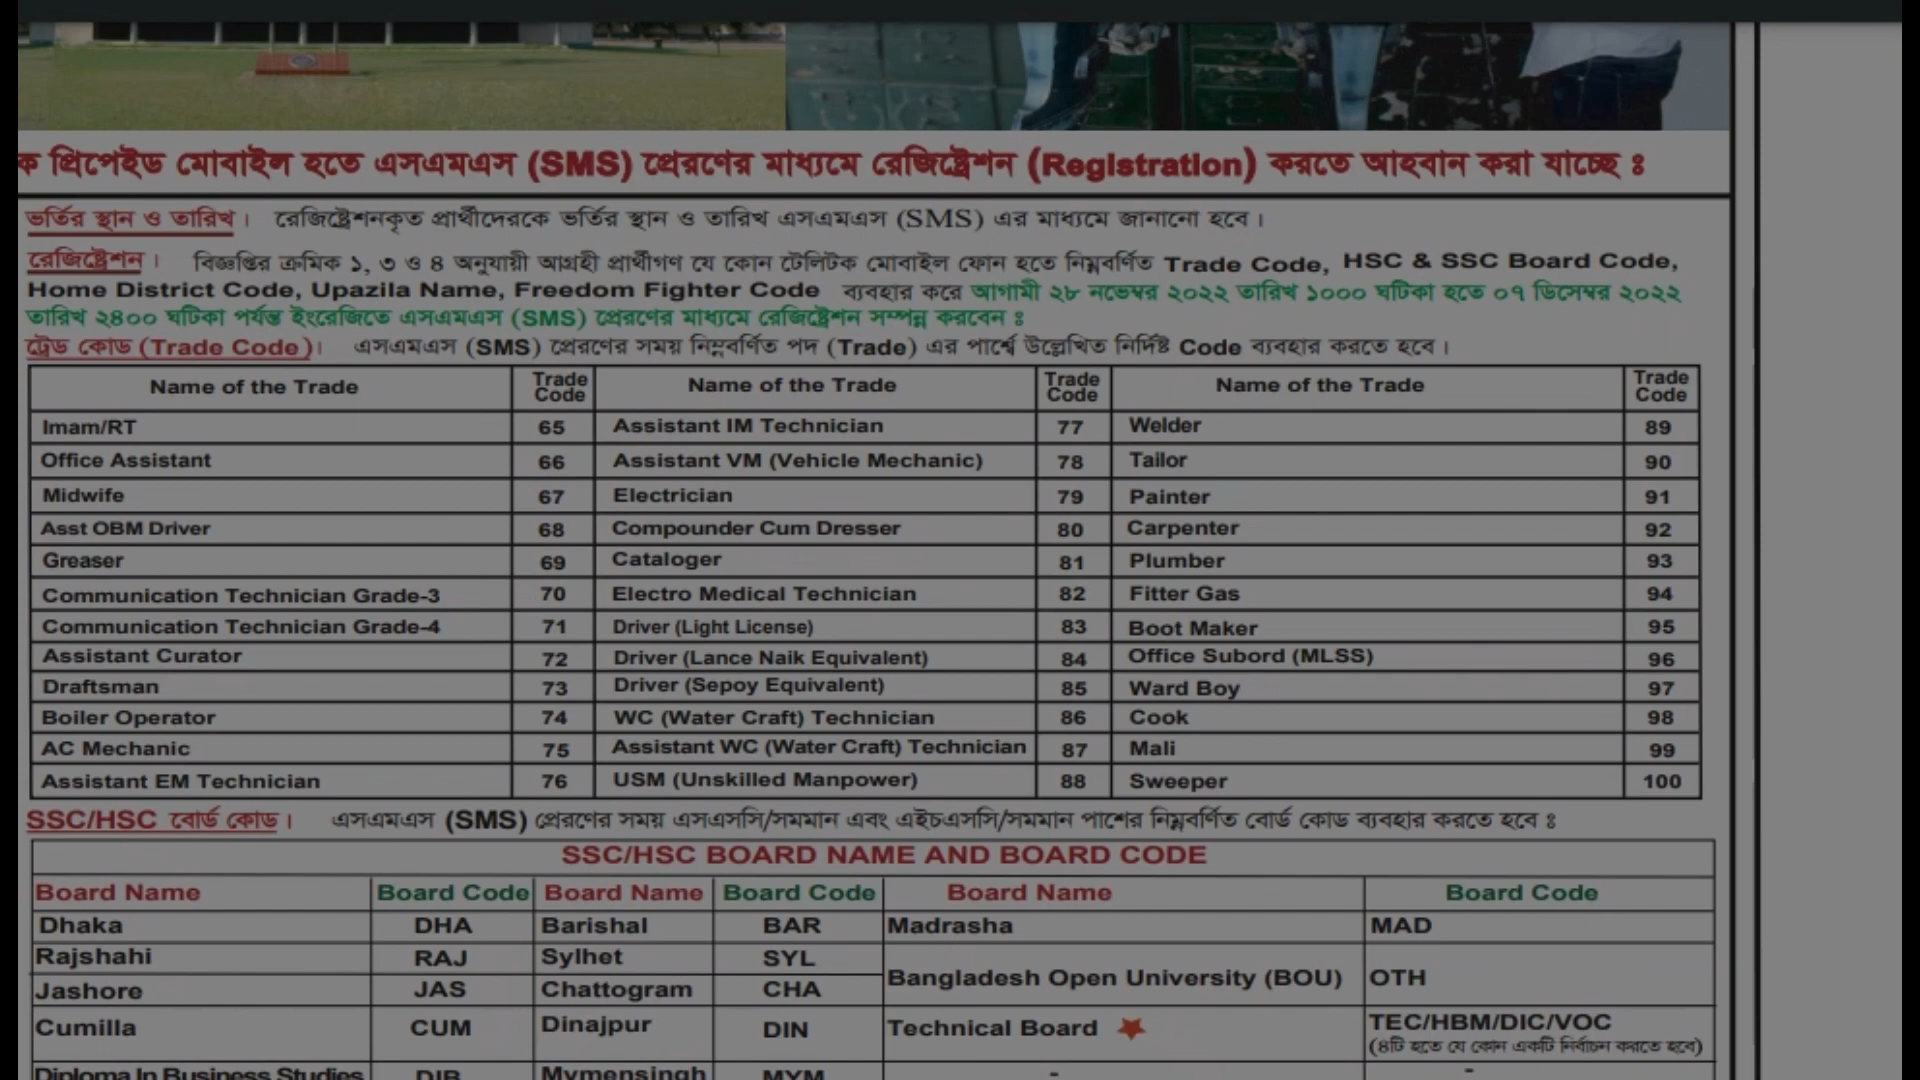 ক প্রিপেইড মোবাইল হতে এসএমএস (SMS) প্রেরণের মাধ্যমে রেজিষ্ট্রেশন (Registration) করতে আহবান করা যাচ্ছে ঃ
ভর্তির স্থান ও তারিখ। রেজিষ্ট্রেশনকৃত প্রার্থীদেরকে ভর্তির স্থান ও তারিখ এসএমএস (SMS) এর মাধ্যমে জানানো হবে।
রেজিষ্ট্রেশন। বিজ্ঞপ্তির ক্রমিক ১, ৩ ও ৪ অনুযায়ী আগ্রহী প্রার্থীগণ যে কোন টেলিটক মোবাইল ফোন হতে নিম্নবর্ণিত Trade Code, HSC & SSC Board Code,
Home District Code, Upazila Name, Freedom Fighter Code ব্যবহার করে আগামী ২৮ নভেম্বর ২০২২ তারিখ ১০০০ ঘটিকা হতে ০৭ ডিসেম্বর ২০২২
তারিখ ২৪০০ ঘটিকা পর্যন্ত ইংরেজিতে এসএমএস (SMS) প্রেরণের মাধ্যমে রেজিষ্ট্রেশন সম্পন্ন করবেন ঃ
ট্রেড কোড (Trade Code)। এসএমএস (SMS) প্রেরণের সময় নিম্নবর্ণিত পদ (Trade) এর পার্শ্বে উল্লেখিত নির্দিষ্ট Code ব্যবহার করতে হবে।
Name of the Trade Trade Code Name of the Trade Trade Code Name of the Trade Trade Code
Imam/RT 65 Assistant IM Technician 77 Welder 89
Office Assistant 66 Assistant VM (Vehicle Mechanic) 78 Tailor 90
Midwife 67 Electrician 79 Painter 91
Asst OBM Driver 68 Compounder Cum Dresser 80 Carpenter 92
Greaser 69 Cataloger 81 Plumber 93
Communication Technician Grade-3 70 Electro Medical Technician 82 Fitter Gas 94
Communication Technician Grade-4 71 Driver (Light License) 83 Boot Maker 95
Assistant Curator 72 Driver (Lance Naik Equivalent) 84 Office Subord (MLSS) 96
Draftsman 73 Driver (Sepoy Equivalent) 85 Ward Boy 97
Boiler Operator 74 WC (Water Craft) Technician 86 Cook 98
AC Mechanic 75 Assistant WC (Water Craft) Technician 87 Mali 99
Assistant EM Technician 76 USM (Unskilled Manpower) 88 Sweeper 100
SSC/HSC বোর্ড কোড। এসএমএস (SMS) প্রেরণের সময় এসএসসি/সমমান এবং এইচএসসি/সমমান পাশের নিম্নবর্ণিত বোর্ড কোড ব্যবহার করতে হবে ঃ
SSC/HSC BOARD NAME AND BOARD CODE
Board Name Board Code Board Name Board Code Board Name Board Code
Dhaka DHA Barishal BAR Madrasha MAD
Rajshahi RAJ Sylhet SYL Bangladesh Open University (BOU) OTH
Jashore JAS Chattogram CHA
Cumilla CUM Dinajpur DIN Technical Board TEC/HBM/DIC/VOC
(৪টি হতে যে কোন একটি নির্বাচন করতে হবে)
Diploma In Business Studies DIB Mymensingh MYM - -